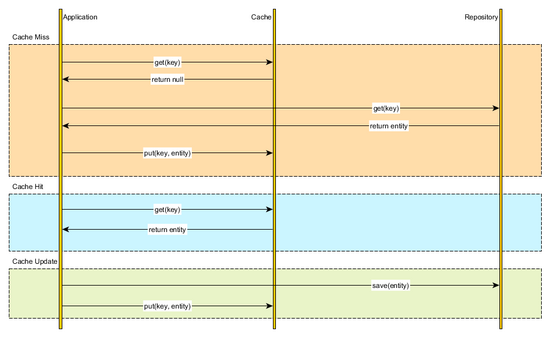 Application
Cache
Repository
Cache Miss
get(key)
return null
get(key)
return entity
put(key, entity)
Cache Hit
get(key)
return entity
Cache Update
save(entity)
put(key, entity)